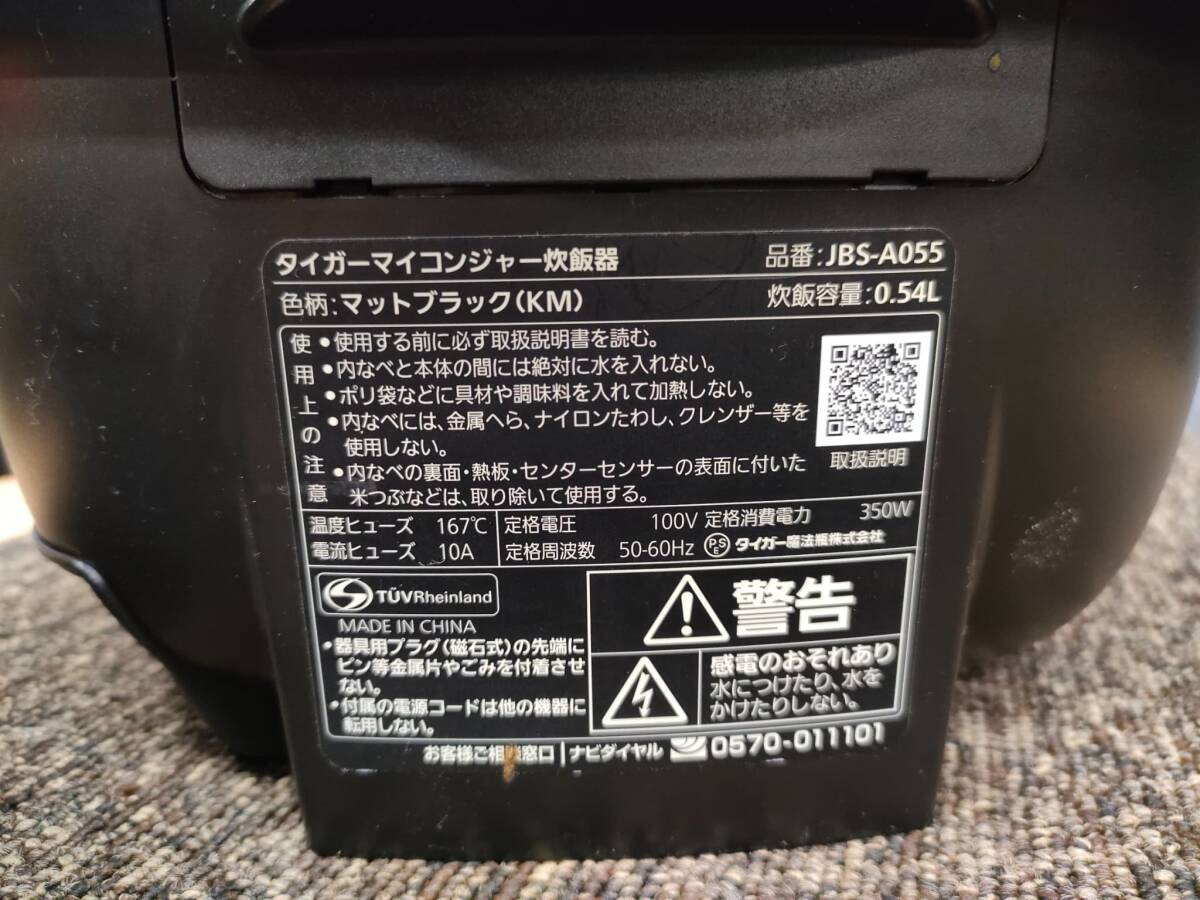 タイガーマイコンジャー炊飯器 品番:JBS-A055
色柄:マットブラック(KM) 炊飯容量:0.54L
使用上の注意
•使用する前に必ず取扱説明書を読む。
•内なべと本体の間には絶対に水を入れない。
•ポリ袋などに具材や調味料を入れて加熱しない。
•内なべには、金属へら、ナイロンたわし、クレンザー等を
使用しない。
•内なべの裏面・熱板・センターセンサーの表面に付いた
米つぶなどは、取り除いて使用する。
取扱説明
温度ヒューズ 167℃ 定格電圧 100V 定格消費電力 350W
電流ヒューズ 10A 定格周波数 50-60Hz PSE タイガー魔法瓶株式会社
TÜVRheinland
MADE IN CHINA
•器具用プラグ(磁石式)の先端に
ピン等金属片やごみを付着させ
ない。
•付属の電源コードは他の機器に
転用しない。
警告
感電のおそれあり
水につけたり、水を
かけたりしない。
お客様ご相談窓口|ナビダイヤル 0570-011101